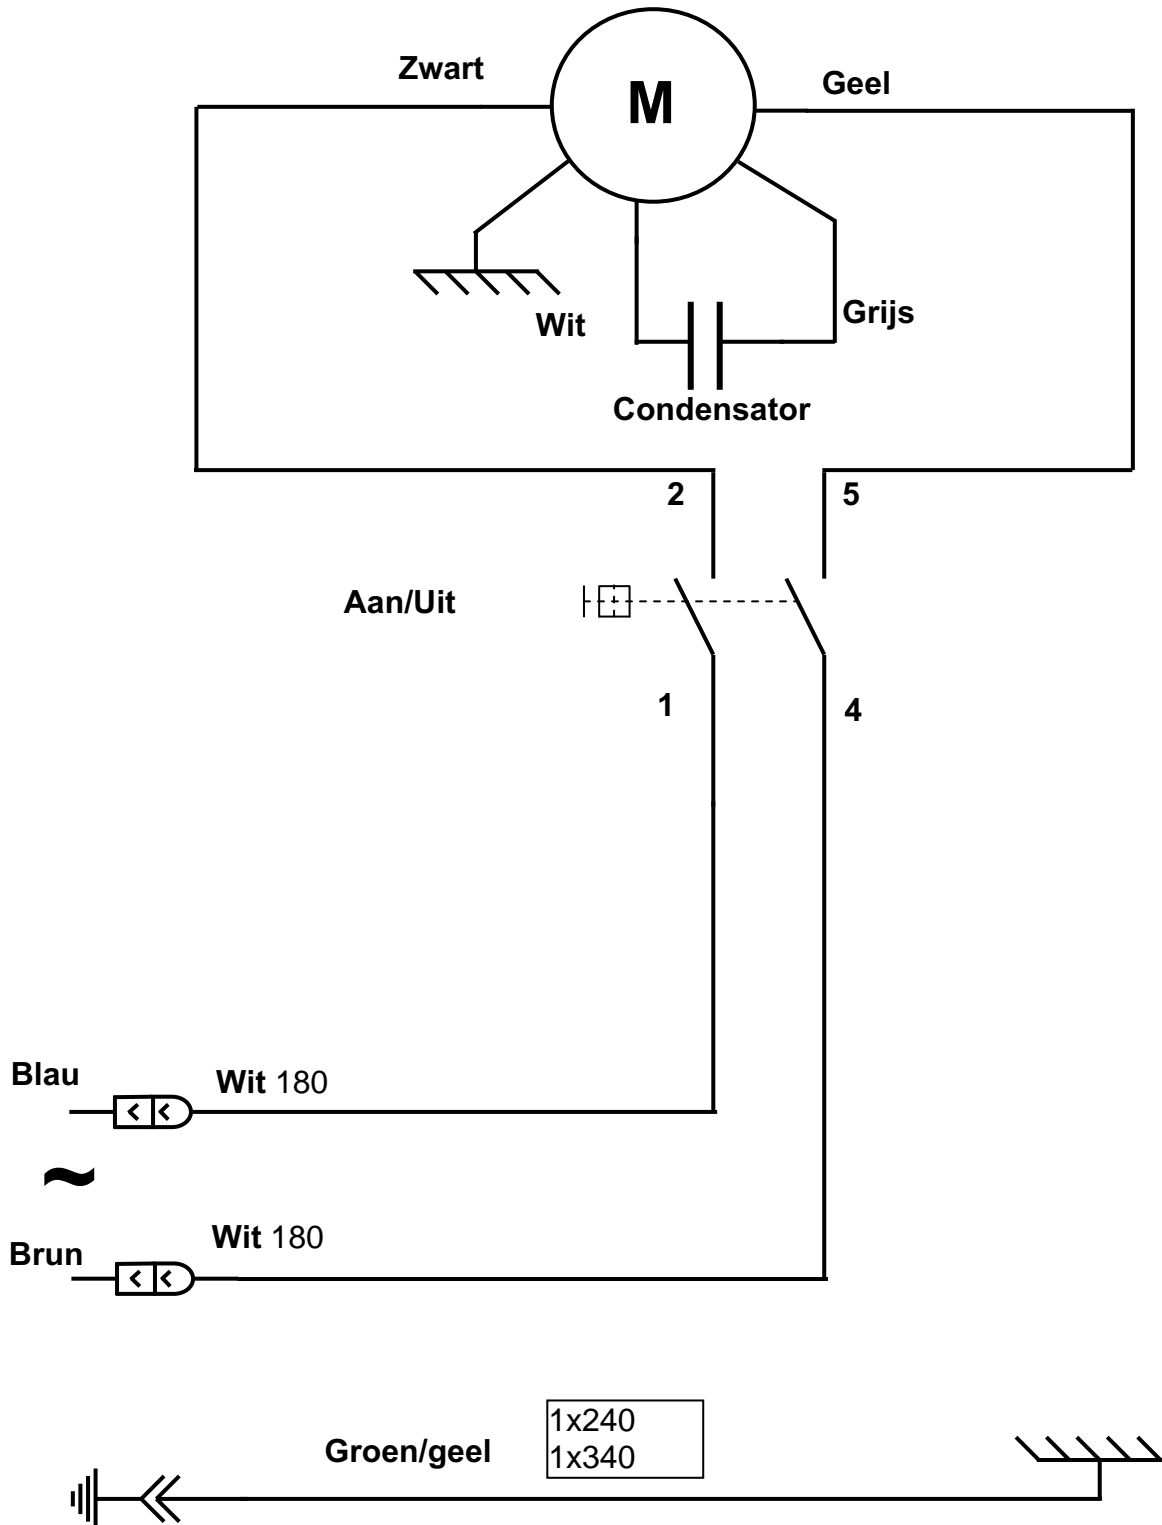 Zwart
M
Geel
Wit
Grijs
Condensator
2
5
Aan/Uit
1
4
Blau
Wit 180
~
Brun
Wit 180
Groen/geel
1x240
1x340